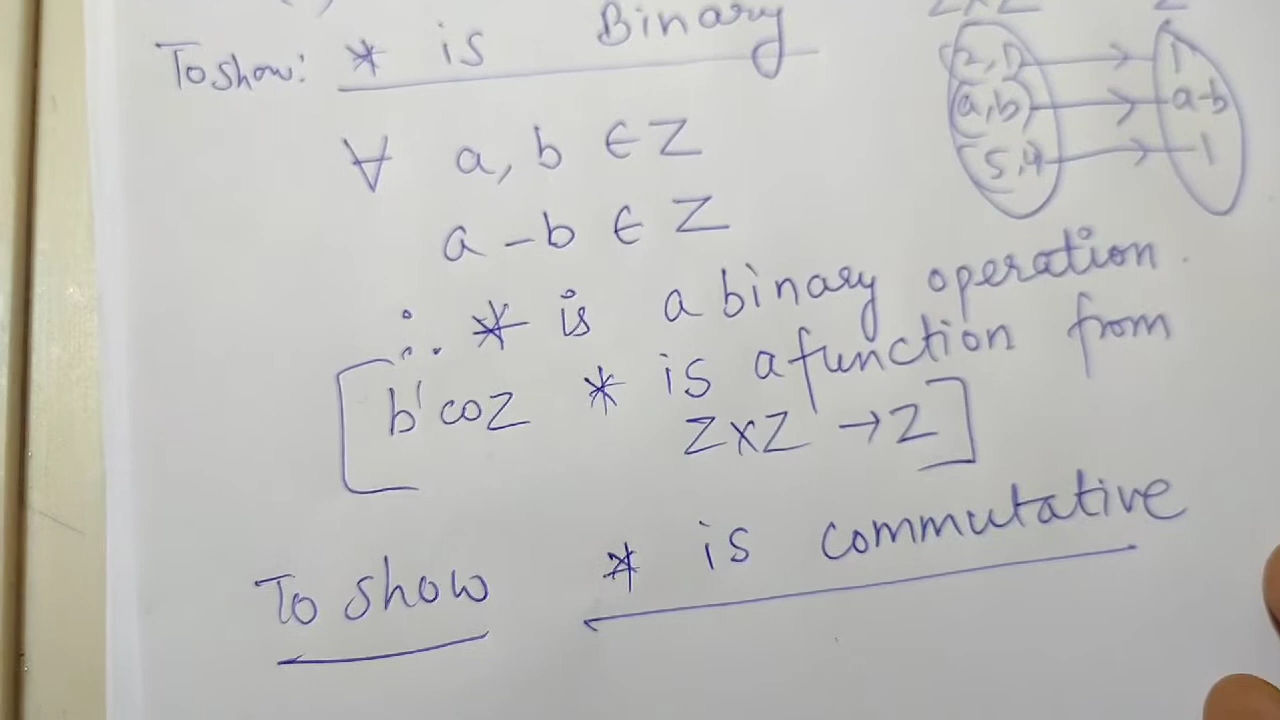 To show: * is Binary
∀ a, b ∈ Z
a - b ∈ Z
∴ * is a binary operation.
[b'coz * is a function from
Z×Z → Z]
To show * is commutative
Z×Z Z
(2, 1) 1
(a, b) a-b
(5, 4) 1